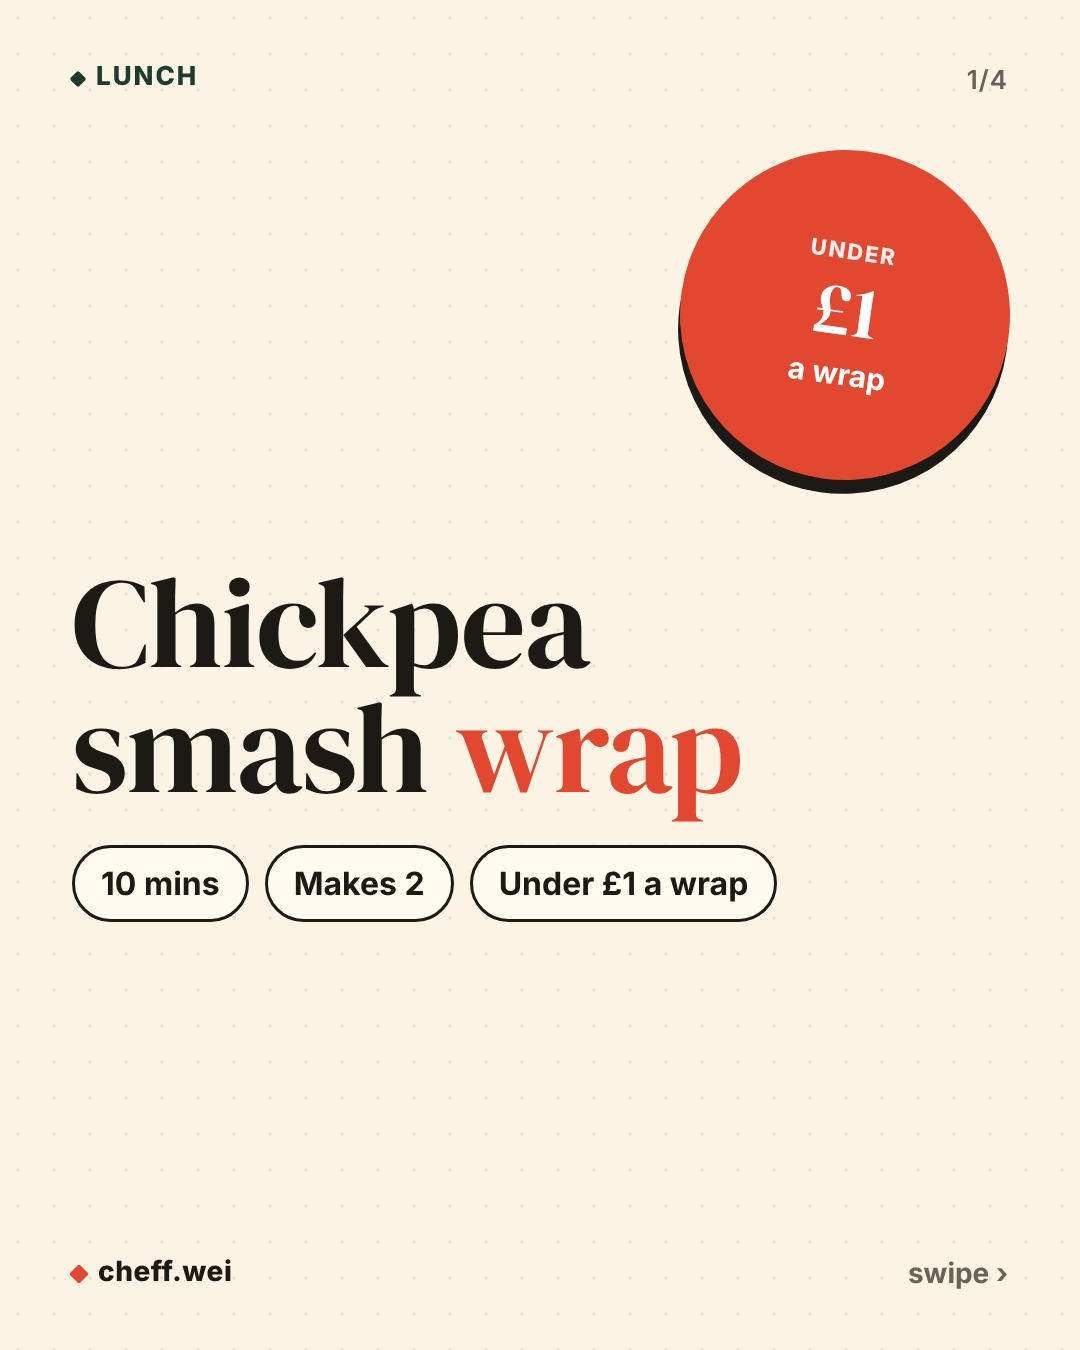 LUNCH
1/4
UNDER
£1
a wrap
Chickpea
smash wrap
10 mins
Makes 2
Under £1 a wrap
cheff.wei
swipe ›